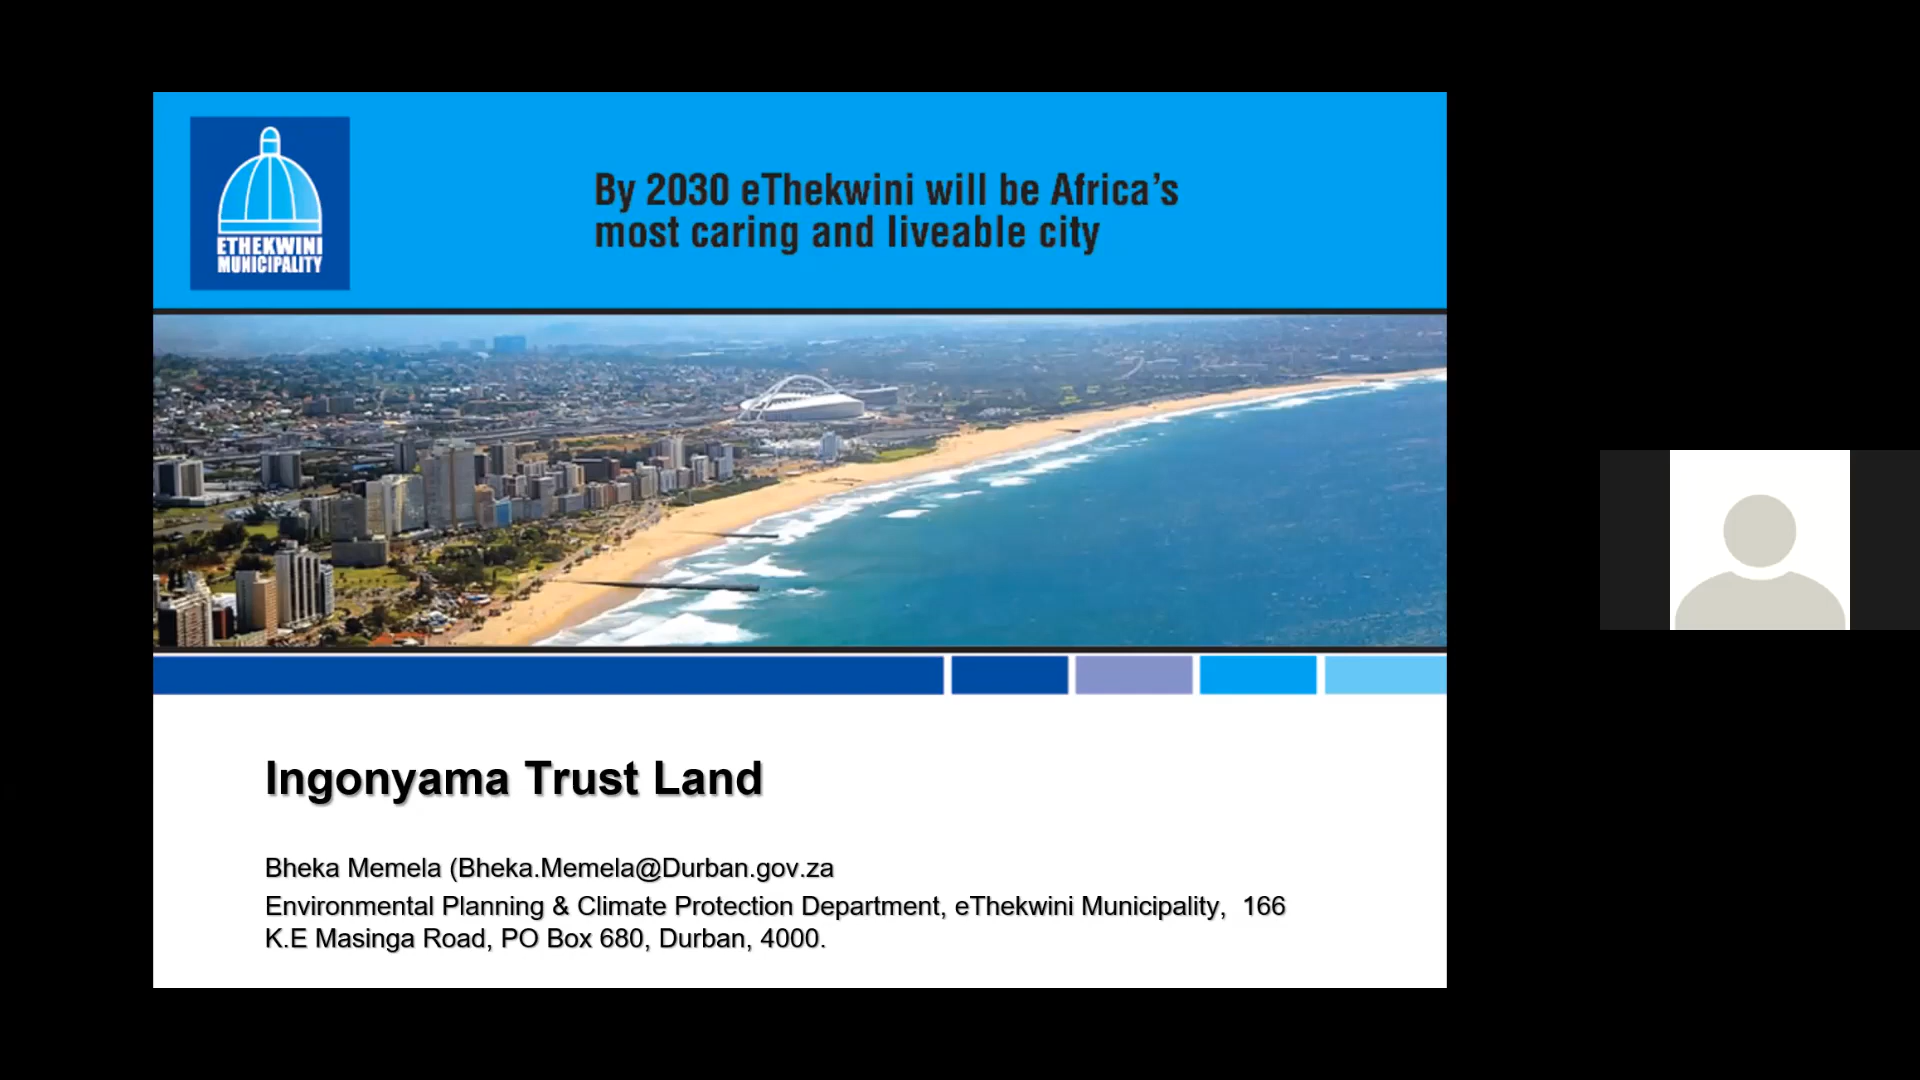 ETHEKWINI
MUNICIPALITY
By 2030 eThekwini will be Africa’s
most caring and liveable city
Ingonyama Trust Land
Bheka Memela (Bheka.Memela@Durban.gov.za
Environmental Planning & Climate Protection Department, eThekwini Municipality,  166
K.E Masinga Road, PO Box 680, Durban, 4000.